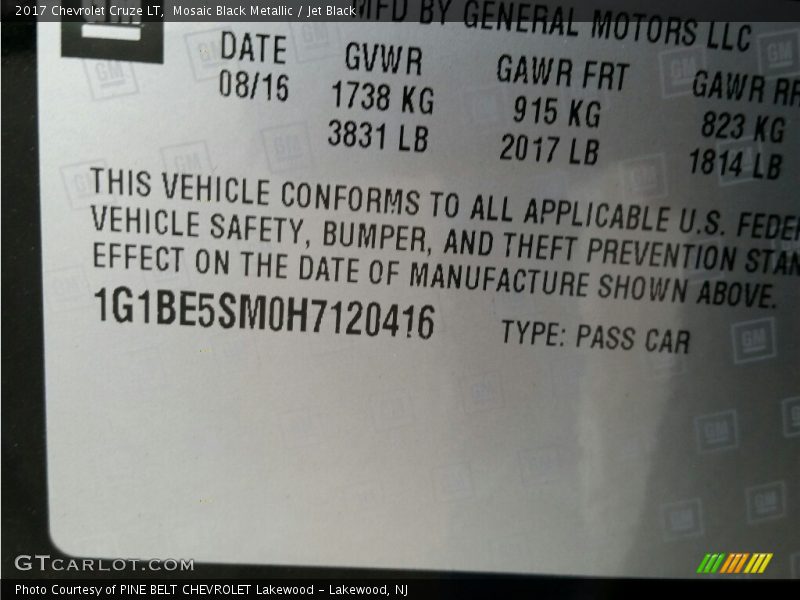 2017 Chevrolet Cruze LT, Mosaic Black Metallic / Jet Black
MFD BY GENERAL MOTORS LLC
DATE GVWR GAWR FRT GAWR RR
08/16 1738 KG 915 KG 823 KG
3831 LB 2017 LB 1814 LB
THIS VEHICLE CONFORMS TO ALL APPLICABLE U.S. FEDER
VEHICLE SAFETY, BUMPER, AND THEFT PREVENTION STAN
EFFECT ON THE DATE OF MANUFACTURE SHOWN ABOVE.
1G1BE5SM0H7120416 TYPE: PASS CAR
GTCARLOT.COM
Photo Courtesy of PINE BELT CHEVROLET Lakewood - Lakewood, NJ